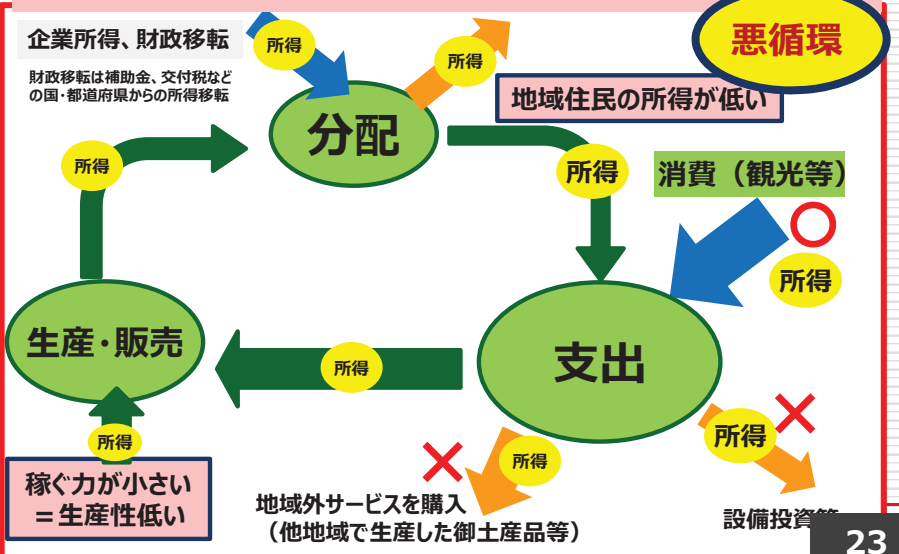 悪循環
企業所得、財政移転
所得
所得
財政移転は補助金、交付税など
の国・都道府県からの所得移転
地域住民の所得が低い
分配
所得
所得
消費（観光等）
所得
生産・販売
支出
所得
所得
所得
所得
稼ぐ力が小さい
＝生産性低い
地域外サービスを購入
（他地域で生産した御土産品等）
設備投資等
23